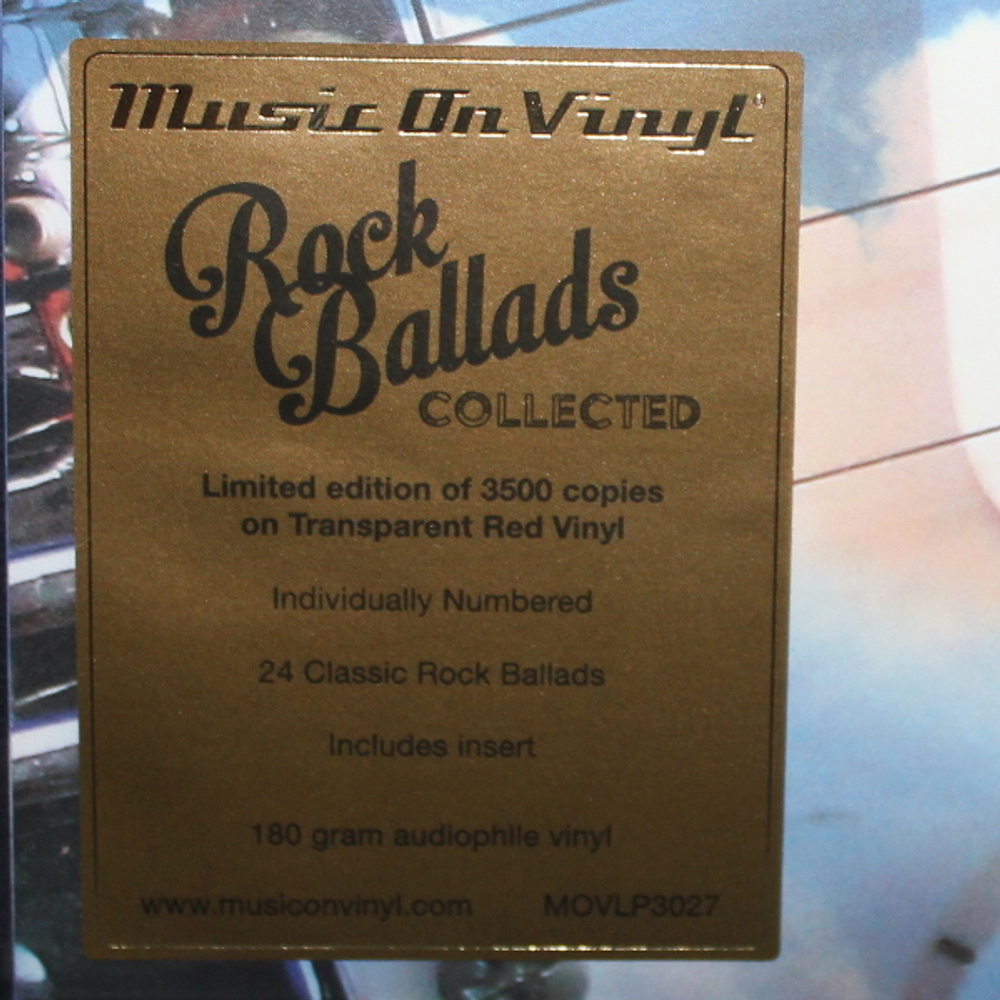 Music On Vinyl®
Rock
Ballads
COLLECTED
Limited edition of 3500 copies
on Transparent Red Vinyl
Individually Numbered
24 Classic Rock Ballads
Includes insert
180 gram audiophile vinyl
www.musiconvinyl.com MOVLP3027